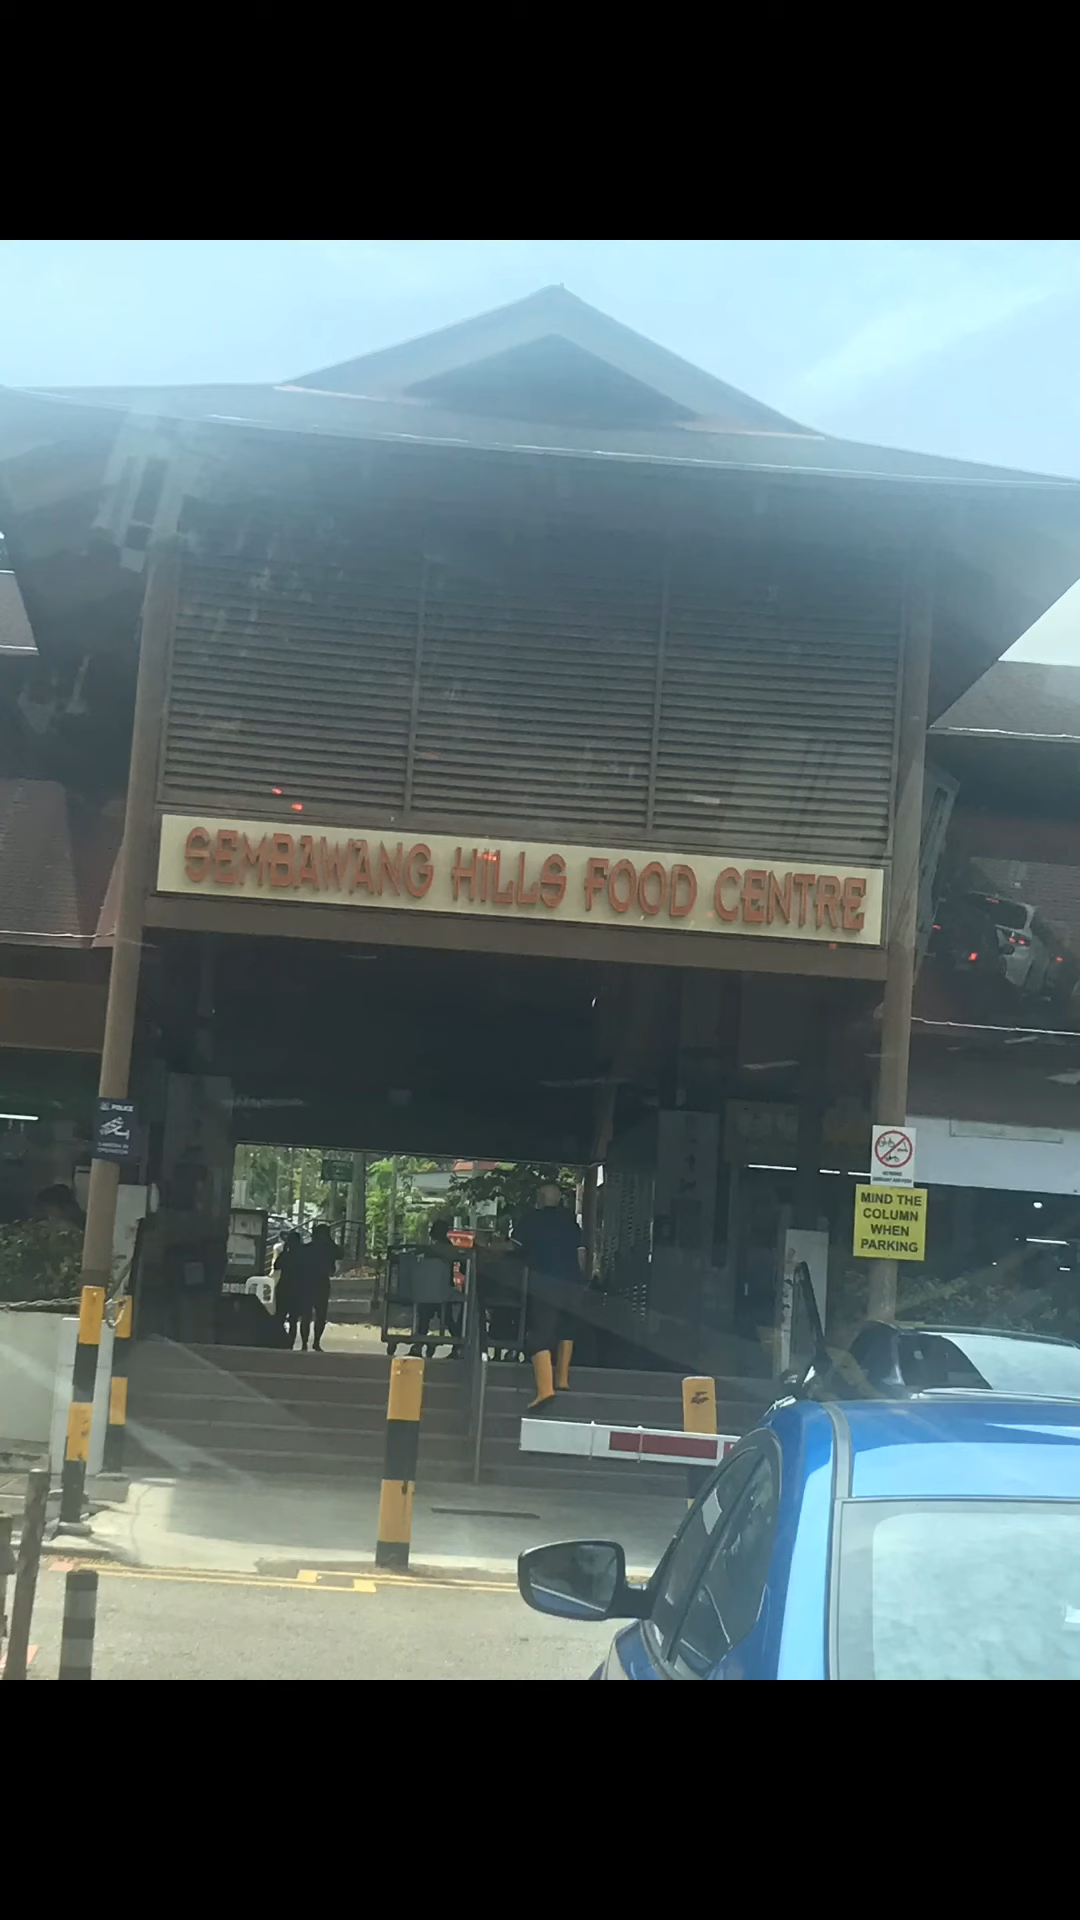 SEMBAWANG HILLS FOOD CENTRE
POLICE
MIND THE
COLUMN
WHEN
PARKING